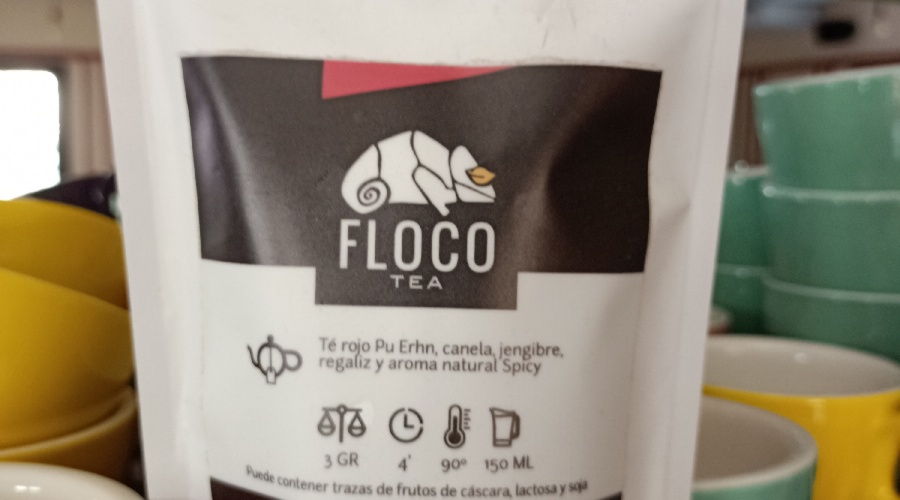 FLOCO
TEA
Té rojo Pu Erhn, canela, jengibre,
regaliz y aroma natural Spicy
3 GR 4' 90º 150 ML
Puede contener trazas de frutos de cáscara, lactosa y soja